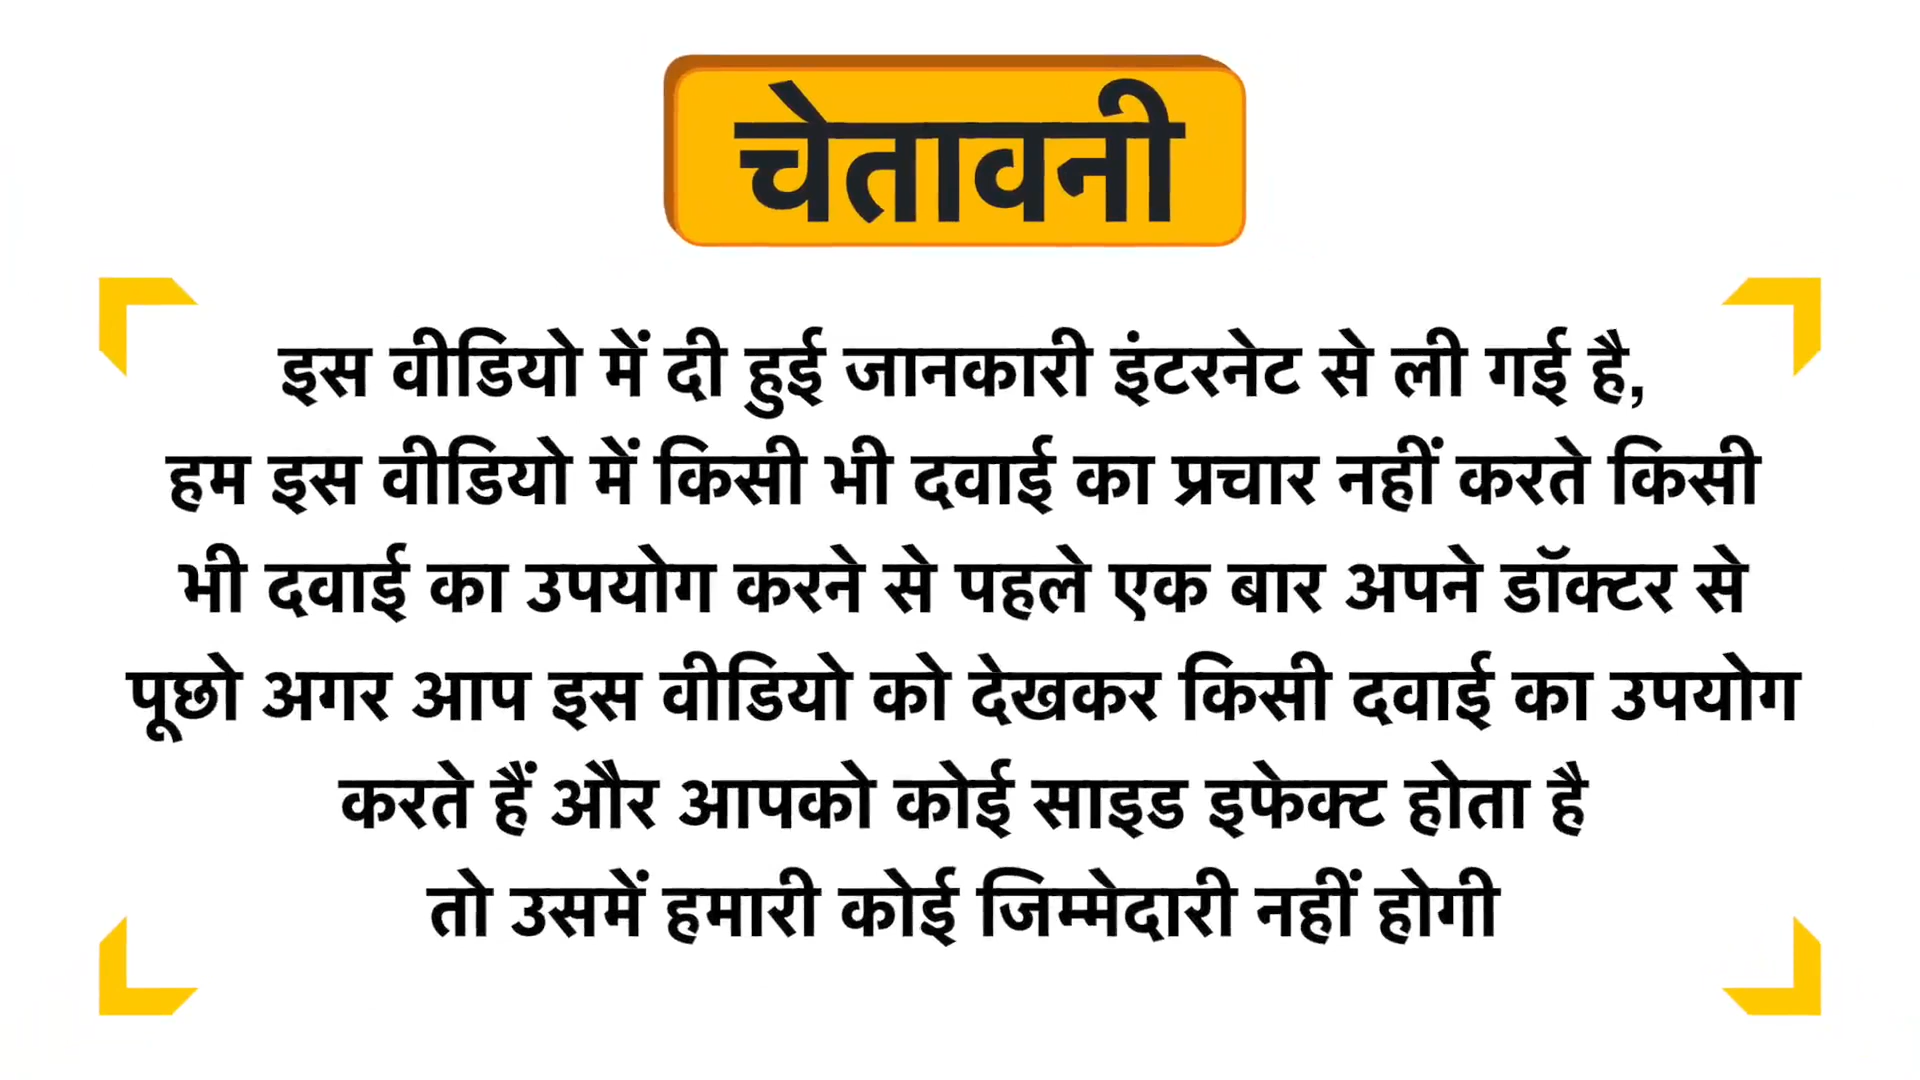 चेतावनी
इस वीडियो में दी हुई जानकारी इंटरनेट से ली गई है,
हम इस वीडियो में किसी भी दवाई का प्रचार नहीं करते किसी
भी दवाई का उपयोग करने से पहले एक बार अपने डॉक्टर से
पूछो अगर आप इस वीडियो को देखकर किसी दवाई का उपयोग
करते हैं और आपको कोई साइड इफेक्ट होता है
तो उसमें हमारी कोई जिम्मेदारी नहीं होगी